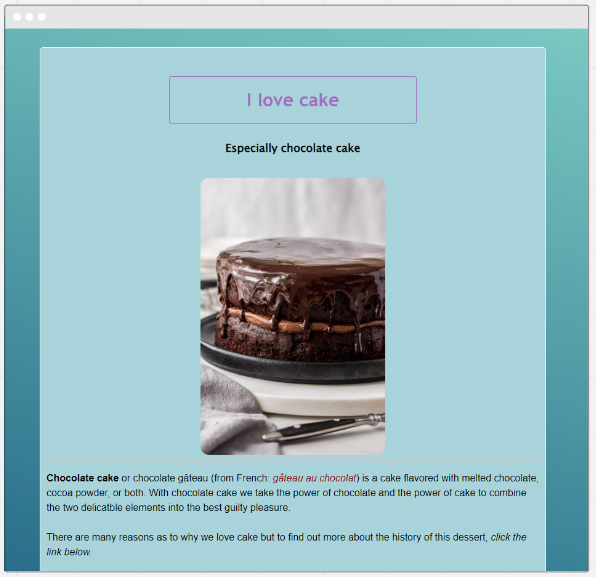 I love cake
Especially chocolate cake
Chocolate cake or chocolate gâteau (from French: gâteau au chocolat) is a cake flavored with melted chocolate,
cocoa powder, or both. With chocolate cake we take the power of chocolate and the power of cake to combine
the two delicatble elements into the best guilty pleasure.
There are many reasons as to why we love cake but to find out more about the history of this dessert, click the
link below.